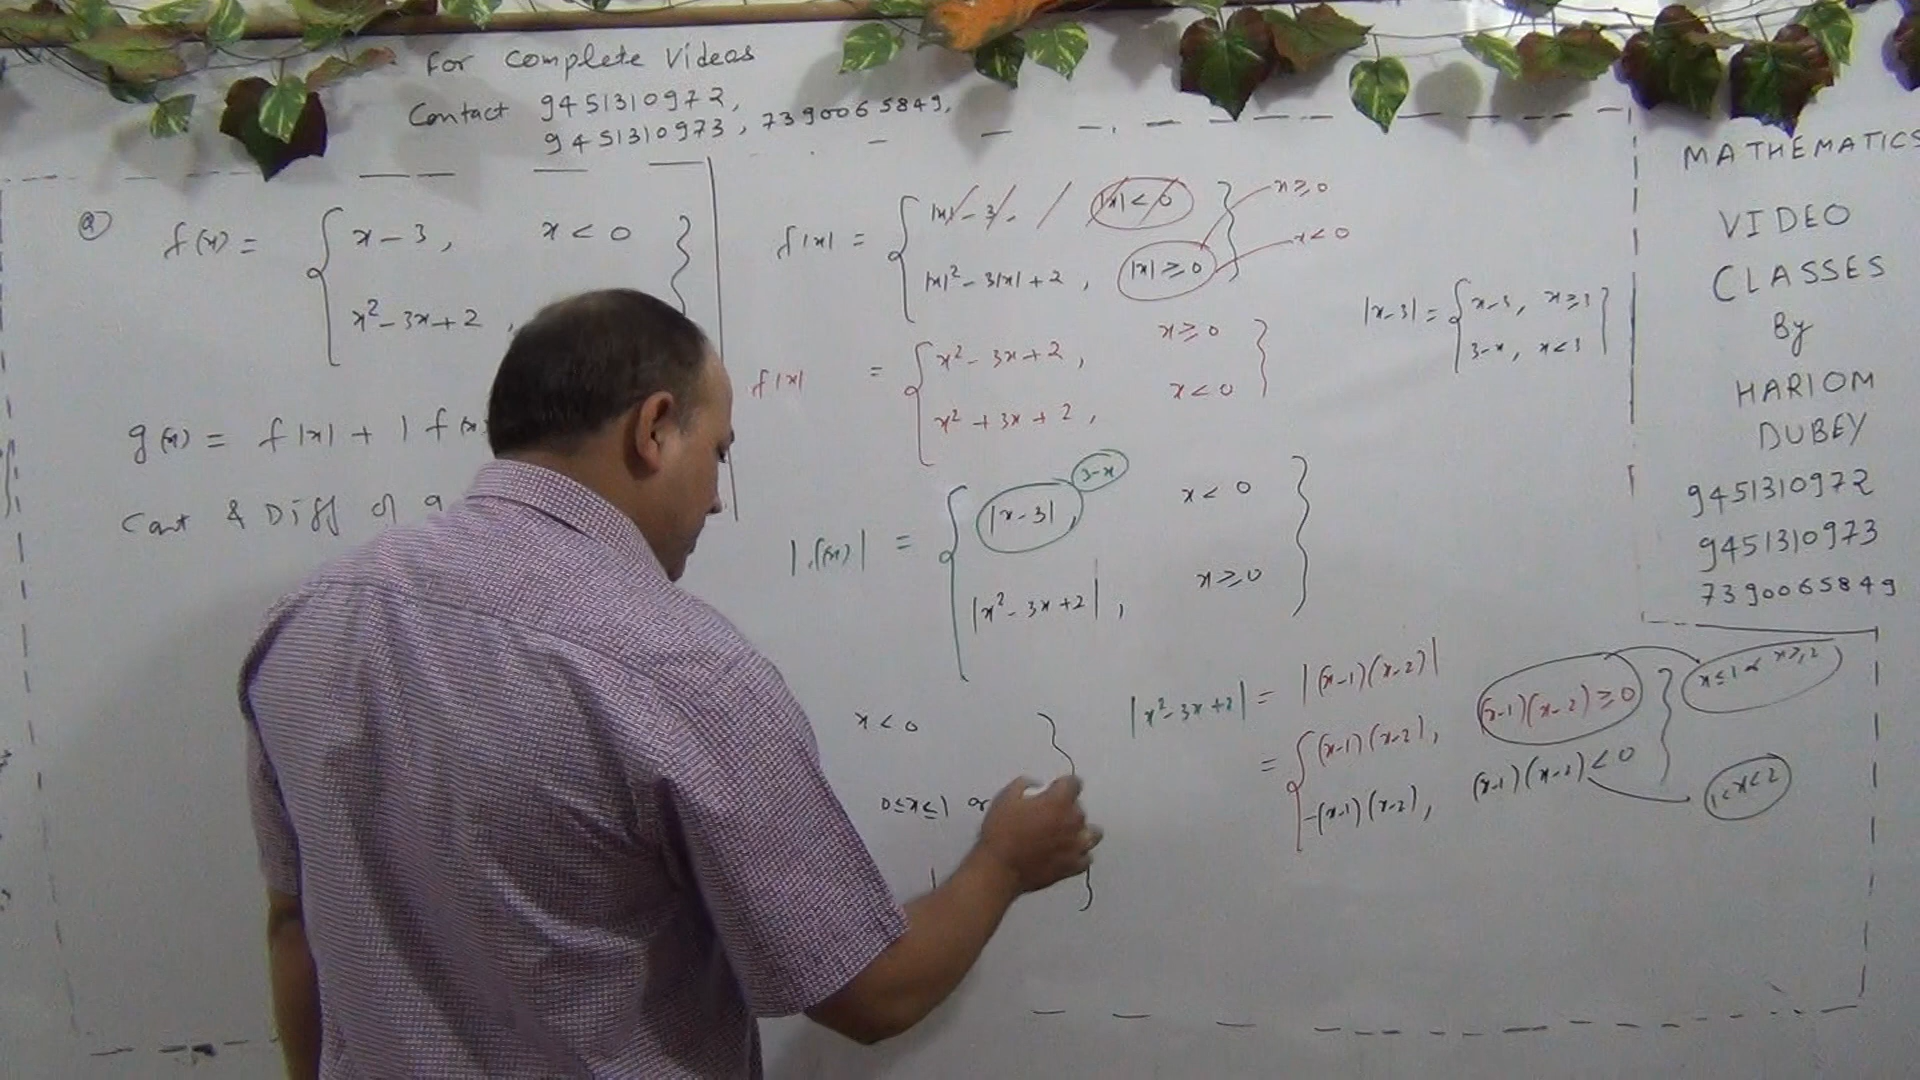 For Complete Videos
Contact 9451310972,
9451310973, 7390065849,
Q
f(x) = { x-3, x < 0
x²-3x+2,
g(x) = f|x| + | f(x
Cont & Diff of g
f|x| = { |x|-3, |x|<0
|x|²-3|x|+2, |x|≥0 }
x≥0
x<0
f|x| = { x²-3x+2, x≥0
x²+3x+2, x<0 }
|x-3| = { x-3, x≥3
3-x, x<3 }
3-x
|f(x)| = { |x-3|, x<0
|x²-3x+2|, x≥0 }
|x²-3x+2| = |(x-1)(x-2)|
= { (x-1)(x-2), (x-1)(x-2)≥0 } x≤1 or x≥2
-(x-1)(x-2), (x-1)(x-2)<0 1<x<2
x<0
0≤x≤1 or
MATHEMATICS
VIDEO
CLASSES
By
HARIOM
DUBEY
9451310972
9451310973
7390065849